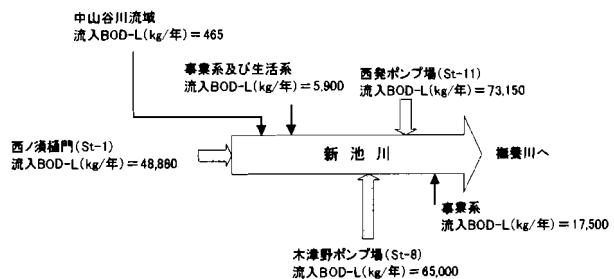 中山谷川流域
流入BOD-L(kg/年)=465
事業系及び生活系
流入BOD-L(kg/年)=5,900
西発ポンプ場(St-11)
流入BOD-L(kg/年)=73,150
西ノ須樋門(St-1)
流入BOD-L(kg/年)=48,860
新池川
撫養川へ
事業系
流入BOD-L(kg/年)=17,500
木津野ポンプ場(St-8)
流入BOD-L(kg/年)=65,000